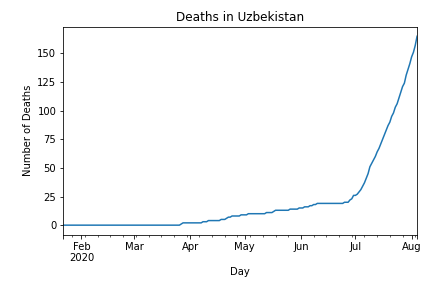 Deaths in Uzbekistan
Number of Deaths
150
125
100
75
50
25
0
Feb
2020
Mar
Apr
May
Jun
Jul
Aug
Day